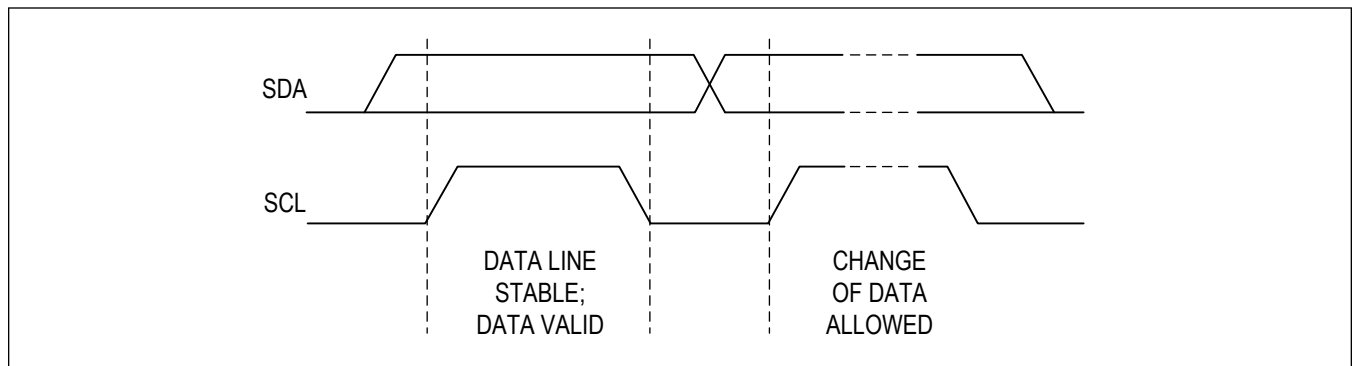 SDA
SCL
DATA LINE
STABLE;
DATA VALID
CHANGE
OF DATA
ALLOWED